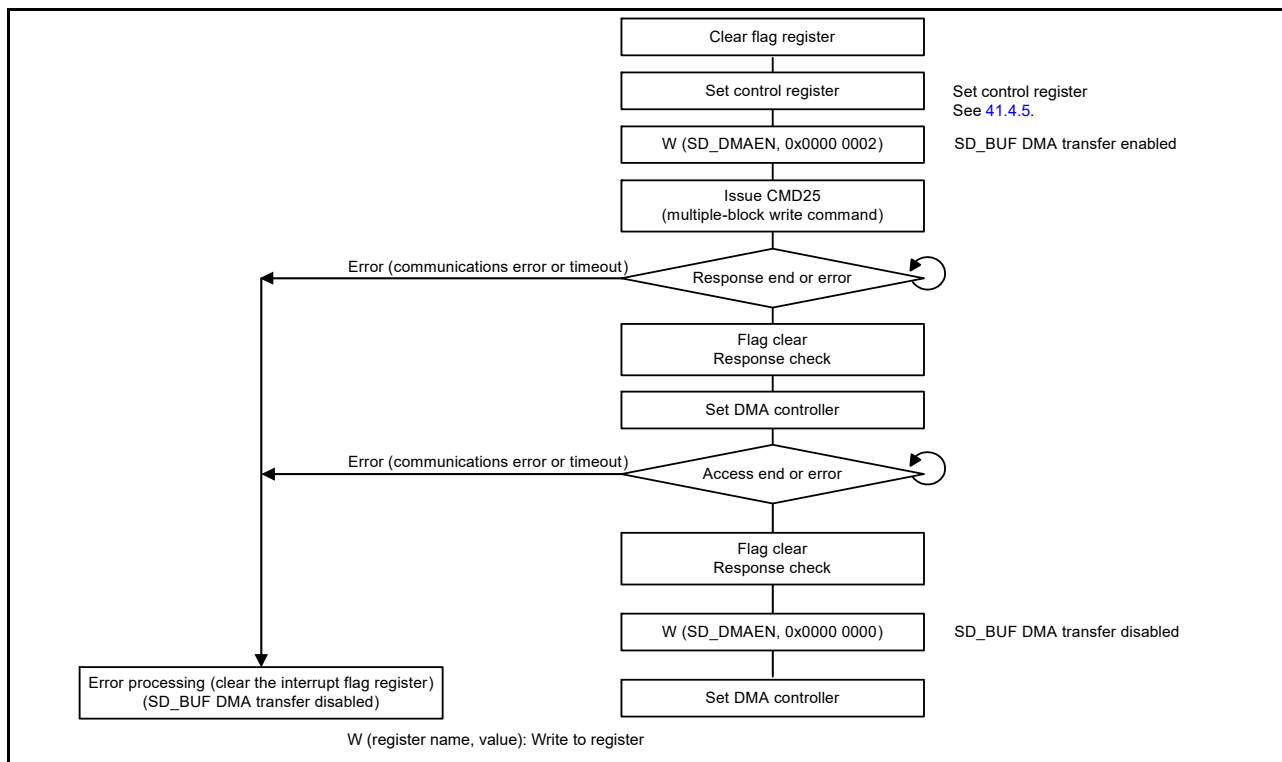 Clear flag register
Set control register
Set control register
See 41.4.5.
W (SD_DMAEN, 0x0000 0002)
SD_BUF DMA transfer enabled
Issue CMD25
(multiple-block write command)
Error (communications error or timeout)
Response end or error
Flag clear
Response check
Set DMA controller
Error (communications error or timeout)
Access end or error
Flag clear
Response check
W (SD_DMAEN, 0x0000 0000)
SD_BUF DMA transfer disabled
Error processing (clear the interrupt flag register)
(SD_BUF DMA transfer disabled)
Set DMA controller
W (register name, value): Write to register